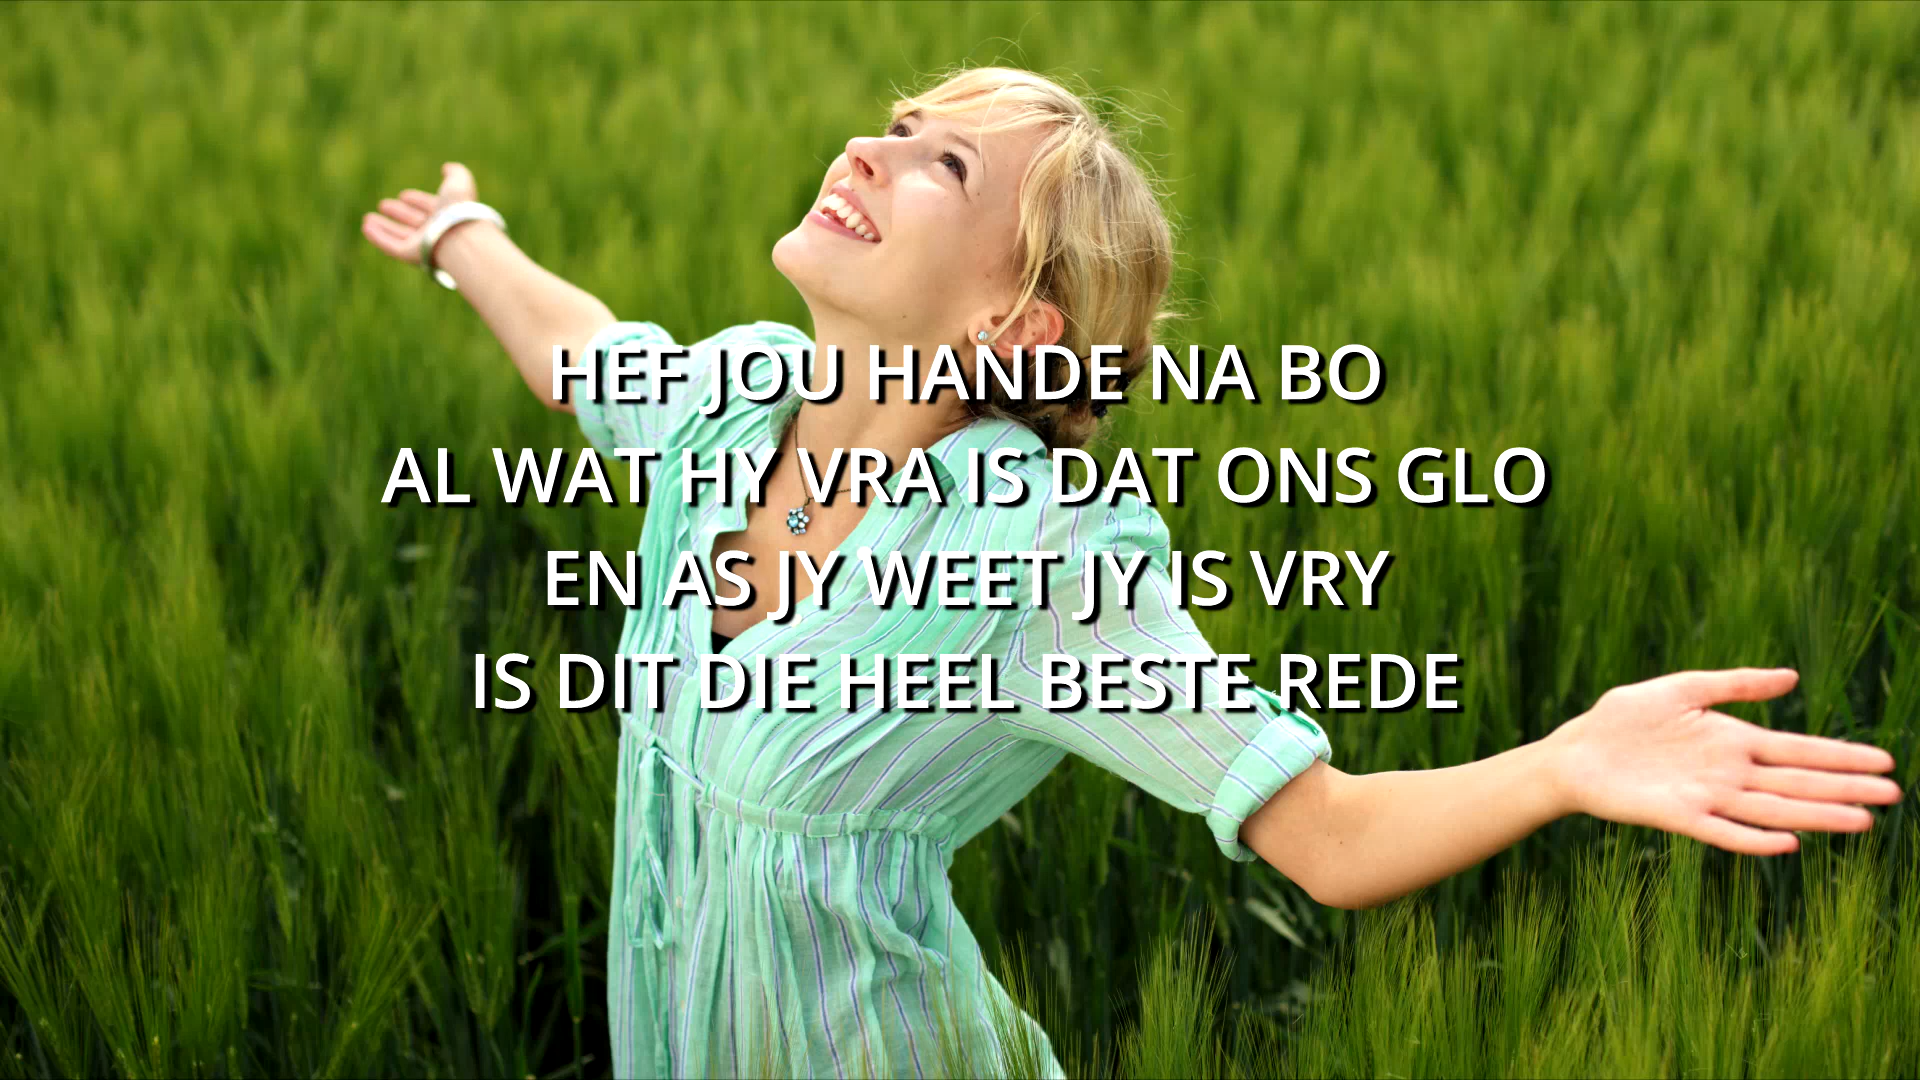 HEF JOU HANDE NA BO
AL WAT HY VRA IS DAT ONS GLO
EN AS JY WEET JY IS VRY
IS DIT DIE HEEL BESTE REDE